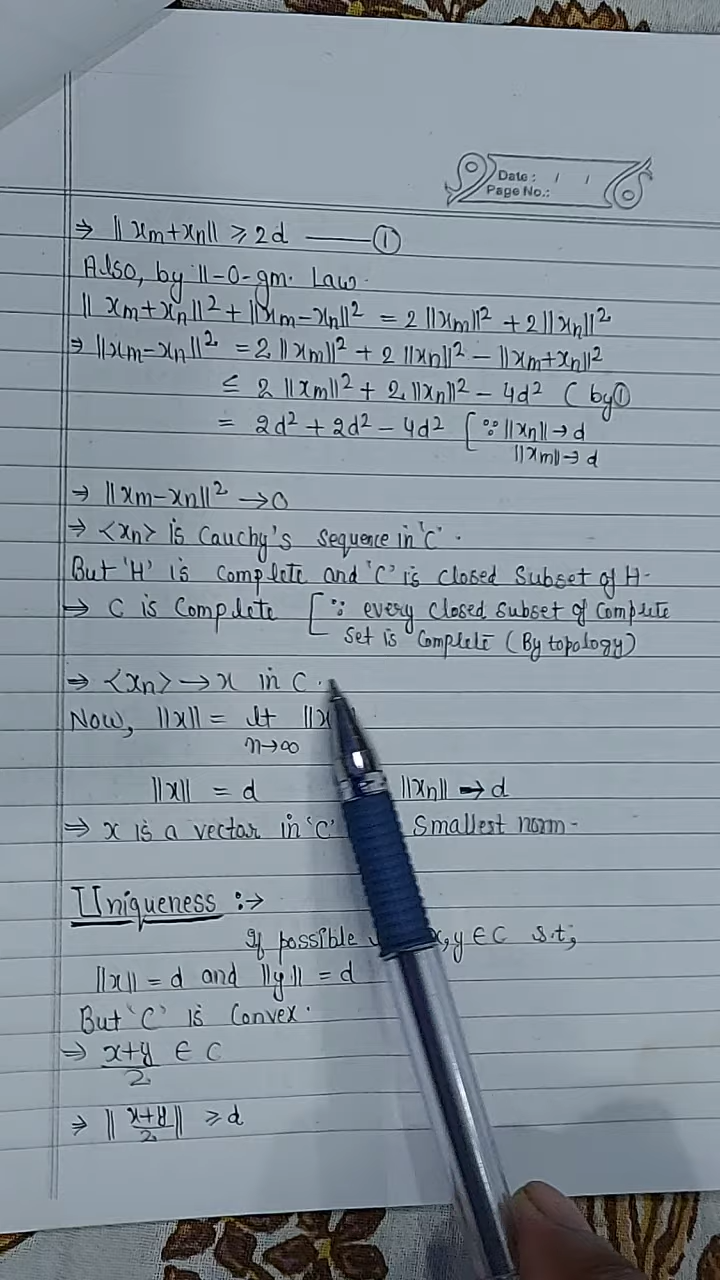 Date: / /
Page No.:
⇒ ||xm+xn|| ≥ 2d —— ①
Also, by ||-o-gm. Law.
||xm+xn||² + ||xm-xn||² = 2||xm||² + 2||xn||²
⇒ ||xm-xn||² = 2||xm||² + 2||xn||² - ||xm+xn||²
≤ 2||xm||² + 2||xn||² - 4d² (by①
= 2d² + 2d² - 4d² [∵ ||xn||→d
||xm||→d
⇒ ||xm-xn||² →0
⇒ <xn> is Cauchy's sequence in 'C'.
But 'H' is complete and 'C' is closed subset of H.
⇒ C is complete [∵ every closed subset of complete
set is complete (By topology)
⇒ <xn> → x in C.
Now, ||x|| = lt ||x
n→∞
||x|| = d ||xn|| → d
⇒ x is a vectar in 'C' smallest norm.
Uniqueness :→
If possible x,y ∈ C s.t;
||x|| = d and ||y|| = d
But 'C' is Convex.
⇒ x+y/2 ∈ C
⇒ ||x+y/2|| ≥ d